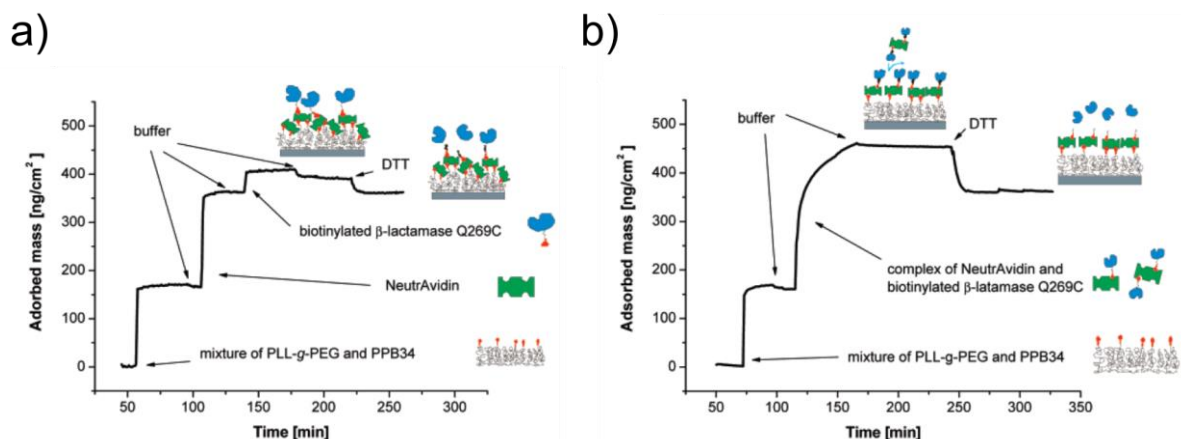 a)
buffer
DTT
biotinylated β-lactamase Q269C
NeutrAvidin
mixture of PLL-g-PEG and PPB34
Adorbed mass [ng/cm²]
500
400
300
200
100
0
50
100
150
200
250
300
Time [min]
b)
buffer
DTT
complex of NeutrAvidin and
biotinylated β-latamase Q269C
mixture of PLL-g-PEG and PPB34
Adsorbed mass [ng/cm²]
500
400
300
200
100
0
50
100
150
200
250
300
350
Time [min]